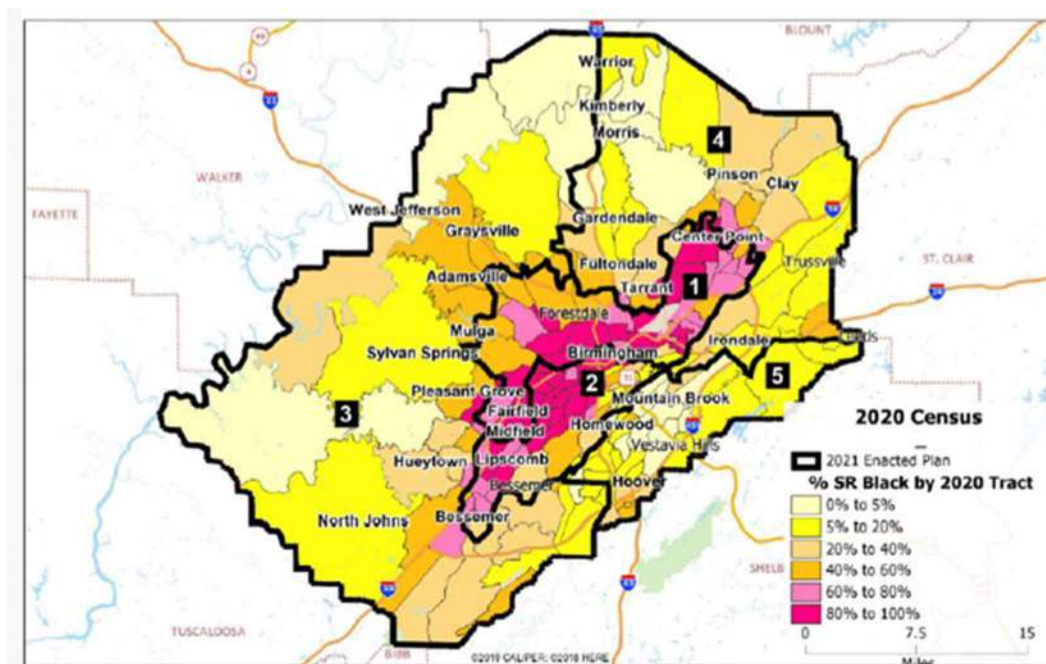 BLOUNT
Warrior
Kimberly
Morris
4
WALKER
Pinson
Clay
FAYETTE
West Jefferson
Gardendale
Graysville
Center Point
59
Adamsville
Fultondale
Trussville
ST. CLAIR
Tarrant
1
20
Forestdale
Mulga
Irondale
Leeds
Sylvan Springs
Birmingham
Pleasant Grove
2
5
3
Fairfield
Mountain Brook
Midfield
Homewood
Vestavia Hills
Hueytown
Lipscomb
Bessemer
Hoover
North Johns
Bessemer
2020 Census
–
2021 Enacted Plan
% SR Black by 2020 Tract
0% to 5%
5% to 20%
20% to 40%
40% to 60%
60% to 80%
80% to 100%
SHELB
TUSCALOOSA
BIBB
0 7.5 15
Miles
©2019 CALIPER; ©2018 HERE